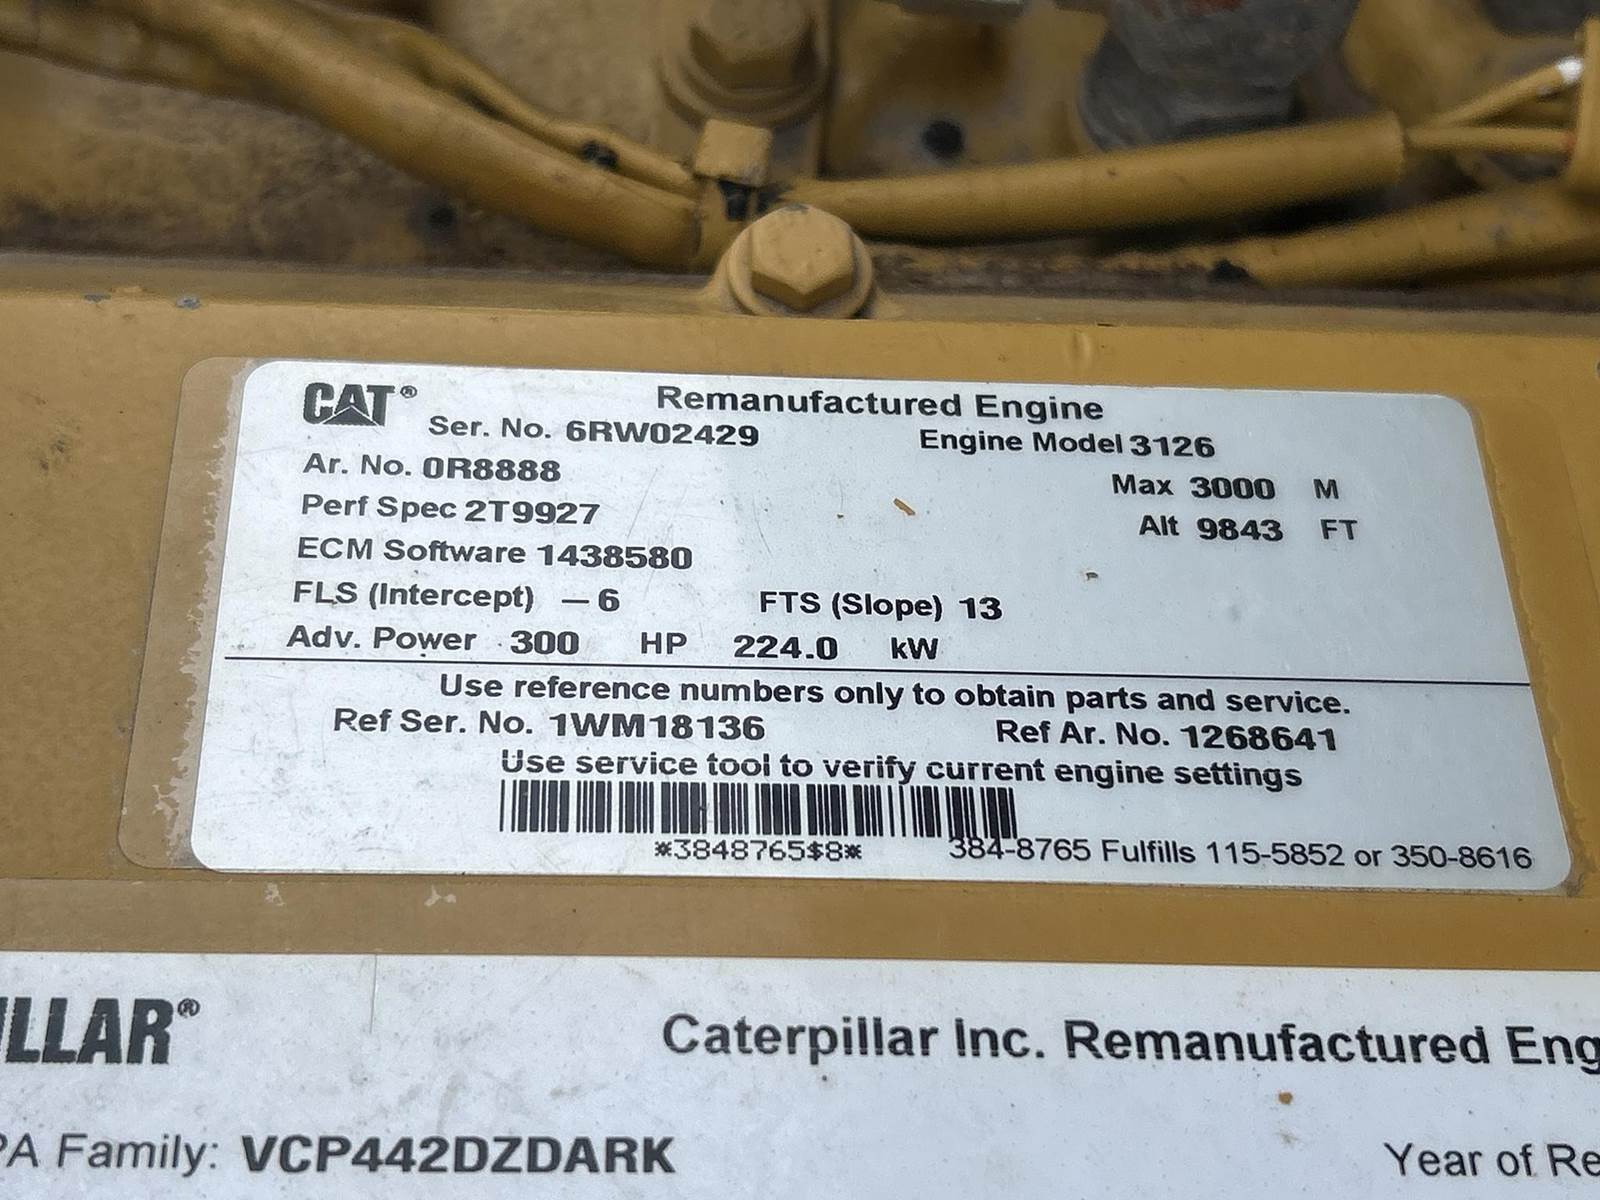 CAT® Remanufactured Engine
Ser. No. 6RW02429 Engine Model 3126
Ar. No. 0R8888 Max 3000 M
Perf Spec 2T9927 Alt 9843 FT
ECM Software 1438580
FLS (Intercept) –6 FTS (Slope) 13
Adv. Power 300 HP 224.0 kW
Use reference numbers only to obtain parts and service.
Ref Ser. No. 1WM18136 Ref Ar. No. 1268641
Use service tool to verify current engine settings
*3848765$8* 384-8765 Fulfills 115-5852 or 350-8616
ILLAR® Caterpillar Inc. Remanufactured Eng
PA Family: VCP442DZDARK Year of Re